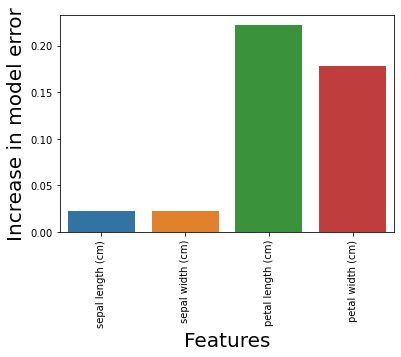 Increase in model error
0.20
0.15
0.10
0.05
0.00
sepal length (cm)
sepal width (cm)
petal length (cm)
petal width (cm)
Features